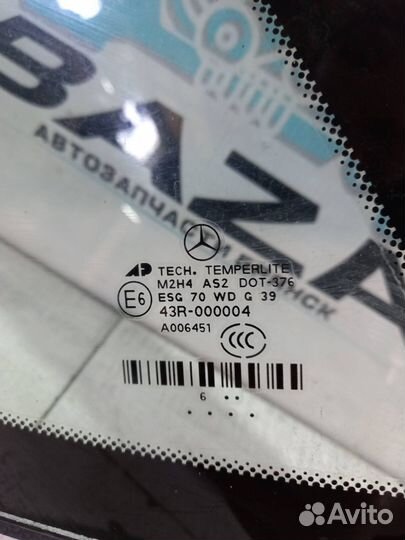 BAZA
АВТОЗАПЧАСТИ
AP TECH. TEMPERLITE
M2H4 AS2 DOT-376
E6 ESG 70 WD G 39
43R-000004
A006451
CCC
6 ..
. . . .
Avito